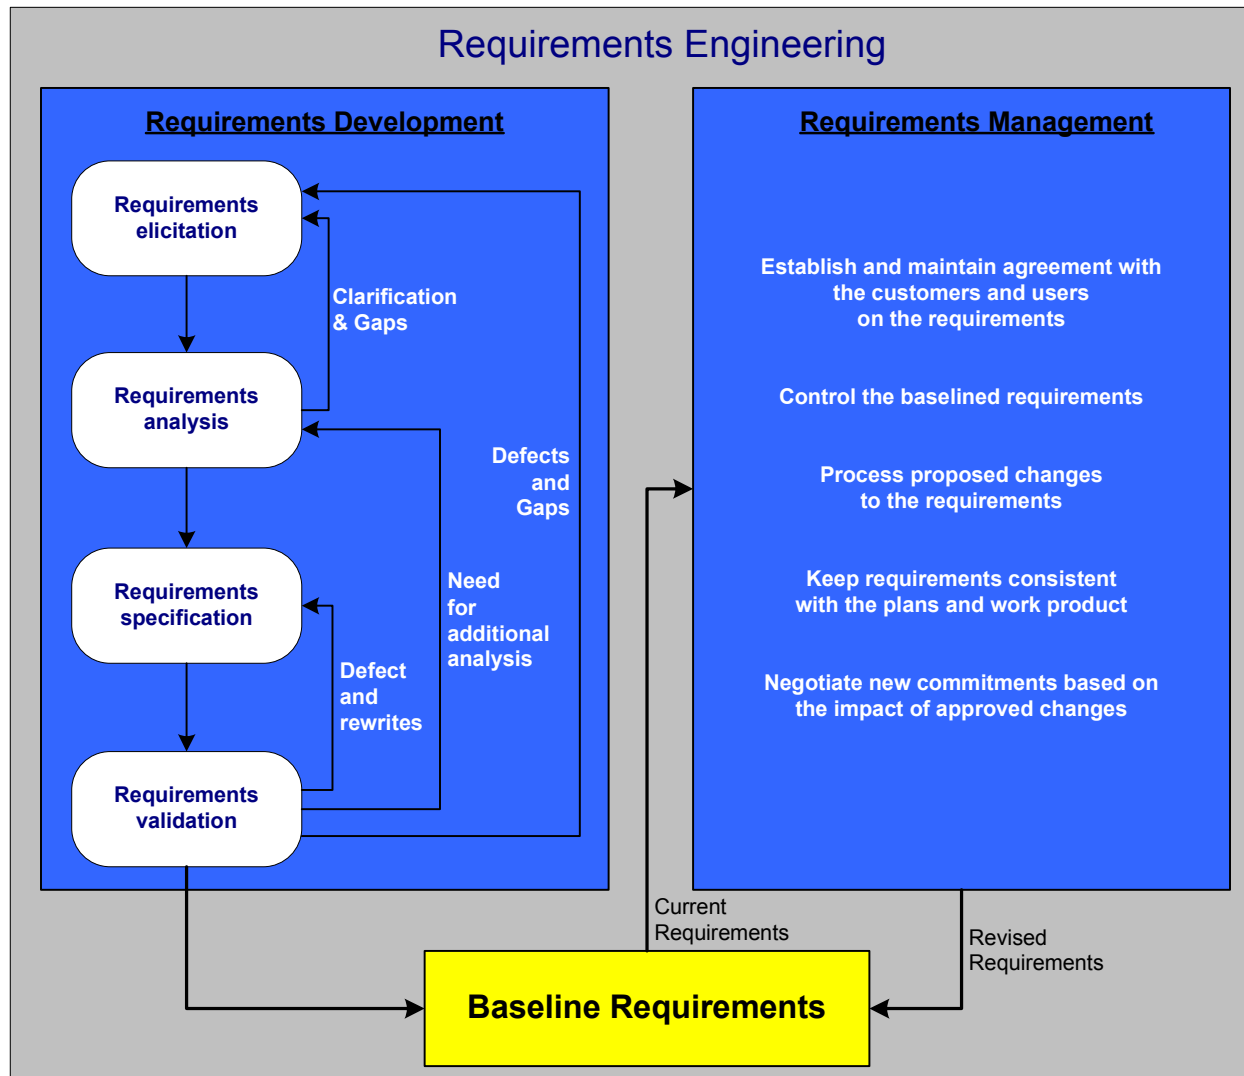 Requirements Engineering
Requirements Development
Requirements
elicitation
Clarification
& Gaps
Requirements
analysis
Defects
and
Gaps
Requirements
specification
Need
for
additional
analysis
Defect
and
rewrites
Requirements
validation
Requirements Management
Establish and maintain agreement with
the customers and users
on the requirements
Control the baselined requirements
Process proposed changes
to the requirements
Keep requirements consistent
with the plans and work product
Negotiate new commitments based on
the impact of approved changes
Current
Requirements
Revised
Requirements
Baseline Requirements